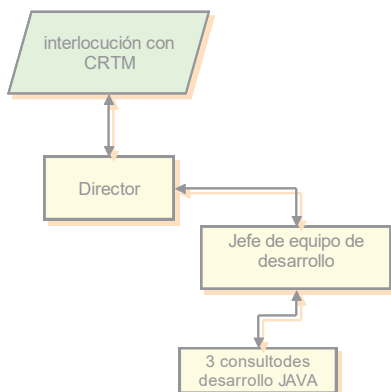 interlocución con
CRTM
Director
Jefe de equipo de
desarrollo
3 consultodes
desarrollo JAVA